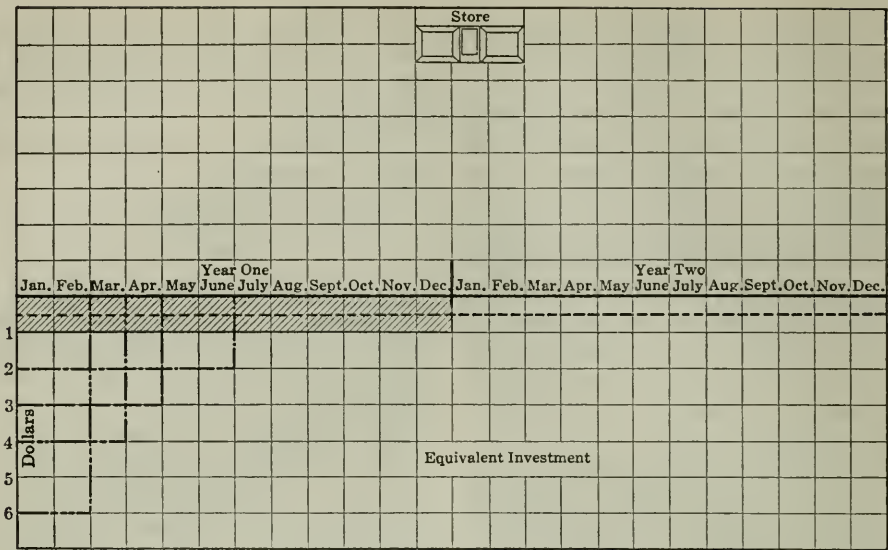 Store
Year One Year Two
Jan. Feb. Mar. Apr. May June July Aug. Sept. Oct. Nov. Dec. Jan. Feb. Mar. Apr. May June July Aug. Sept. Oct. Nov. Dec.
1
2
3
Dollars
4
Equivalent Investment
5
6